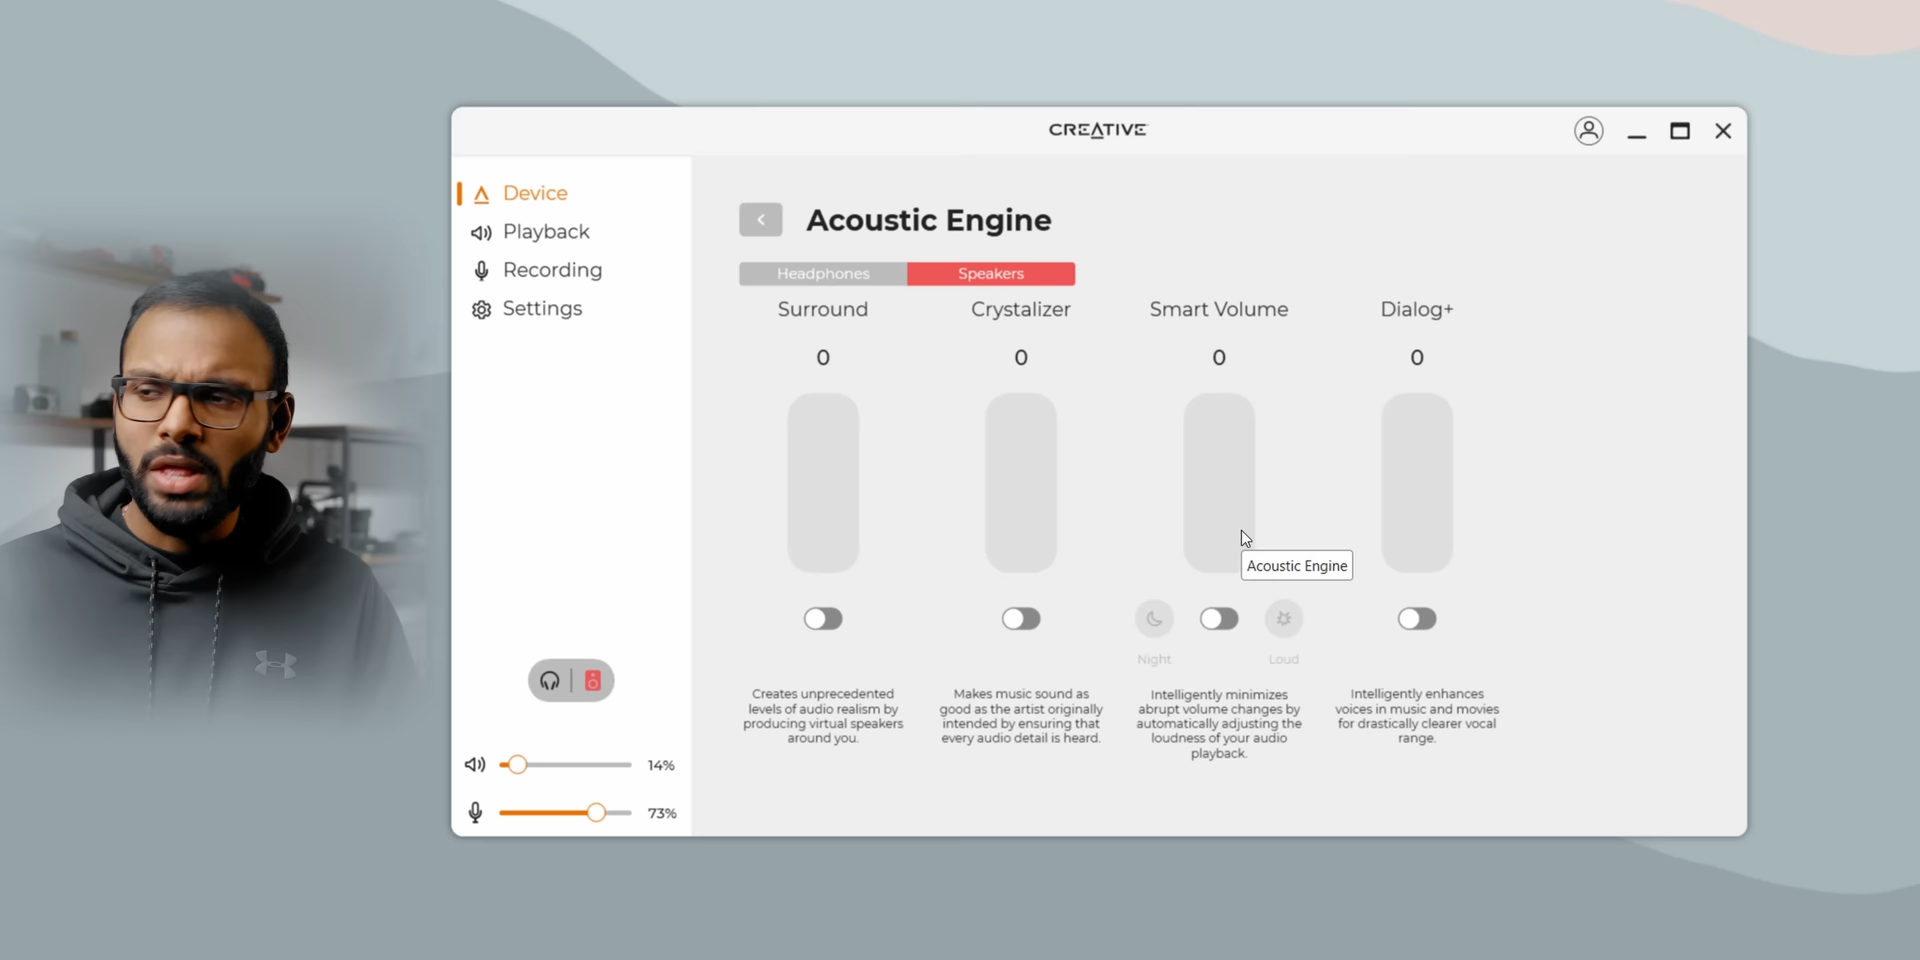 CREATIVE
Device
Playback
Recording
Settings
14%
73%
Acoustic Engine
Headphones
Speakers
Surround
Crystalizer
Smart Volume
Dialog+
0
0
0
0
Acoustic Engine
Night
Loud
Creates unprecedented
levels of audio realism by
producing virtual speakers
around you.
Makes music sound as
good as the artist originally
intended by ensuring that
every audio detail is heard.
Intelligently minimizes
abrupt volume changes by
automatically adjusting the
loudness of your audio
playback.
Intelligently enhances
voices in music and movies
for drastically clearer vocal
range.